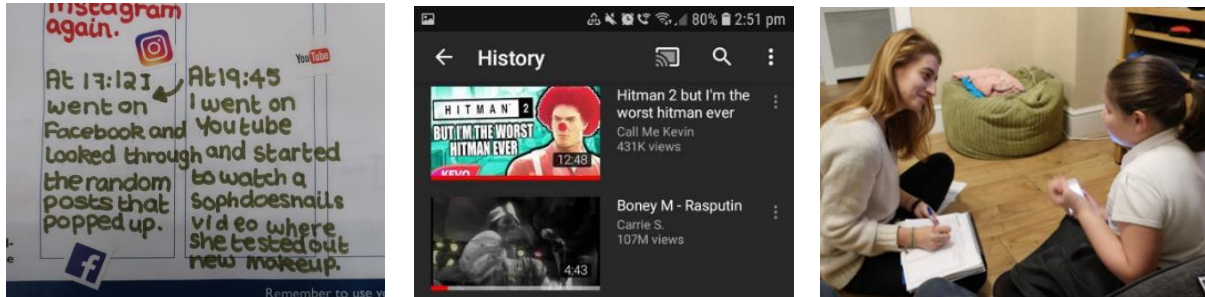 Instagram
again.
At 17:12 I
went on
Facebook and
looked through
the random
posts that
popped up.
f
YouTube
At 19:45
I went on
Youtube
and started
to watch a
sophdoesnails
video where
she tested out
new makeup.
Remember to use
80% 2:51 pm
History
HITMAN 2
BUT I'M THE WORST
HITMAN EVER
KEVO
12:48
Hitman 2 but I'm the
worst hitman ever
Call Me Kevin
431K views
4:43
Boney M - Rasputin
Carrie S.
107M views